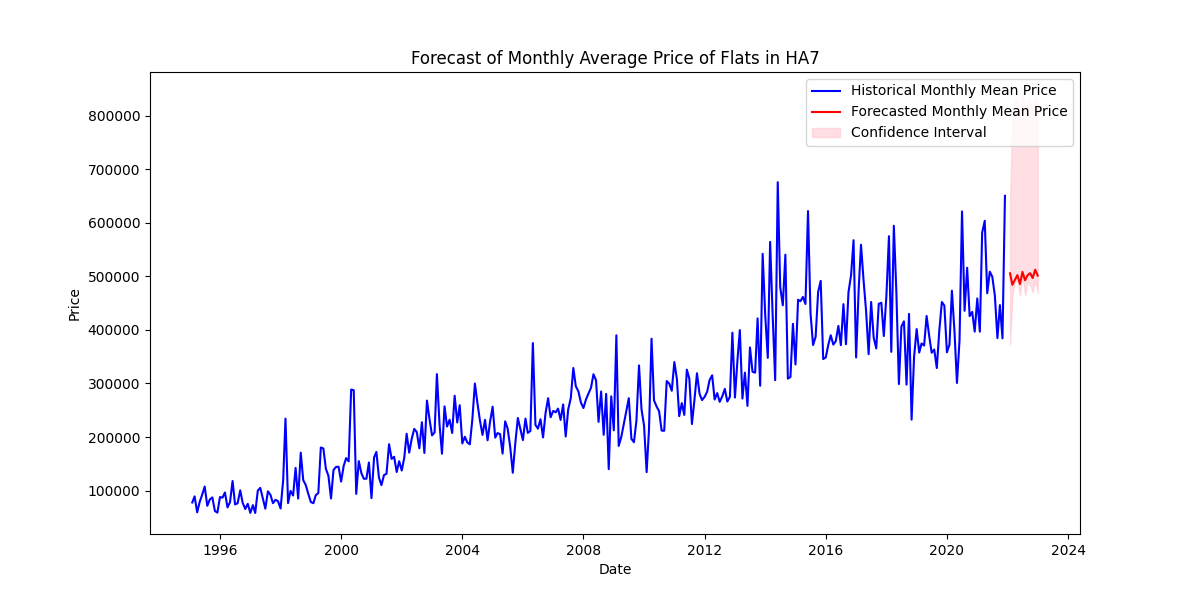 Forecast of Monthly Average Price of Flats in HA7
Historical Monthly Mean Price
Forecasted Monthly Mean Price
Confidence Interval
800000
700000
600000
500000
400000
300000
200000
100000
Price
1996 2000 2004 2008 2012 2016 2020 2024
Date